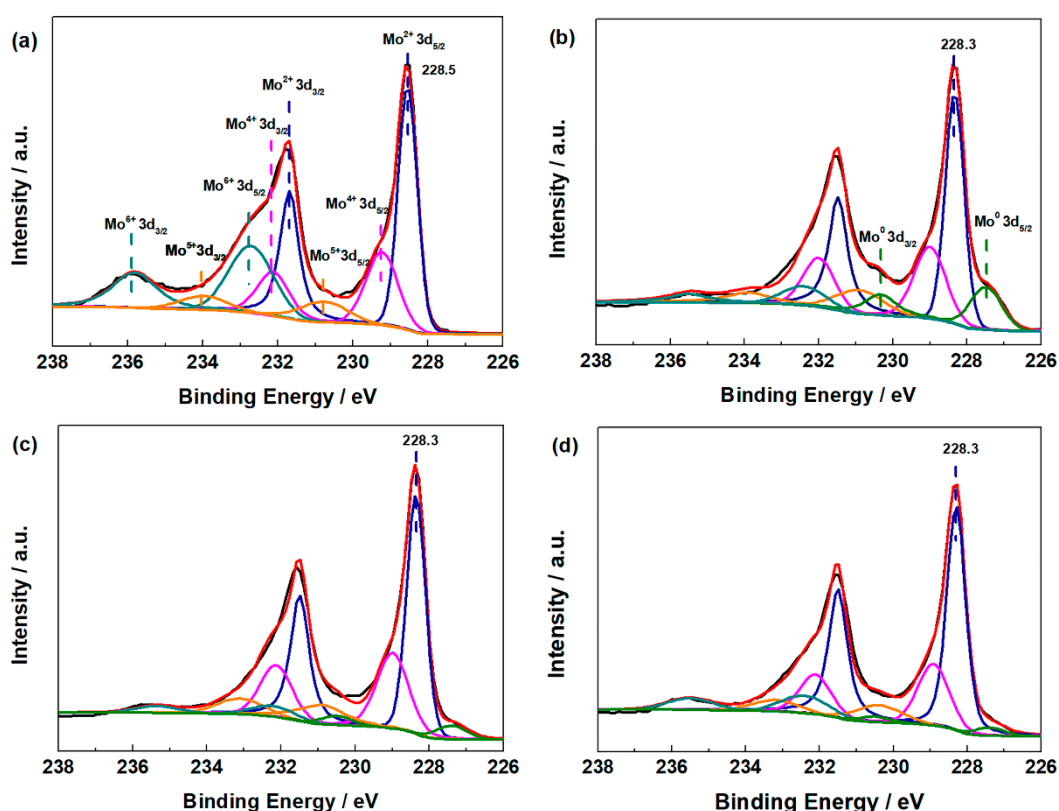 (a)
Mo²⁺ 3d₅/₂
228.5
Mo²⁺ 3d₃/₂
Mo⁴⁺ 3d₃/₂
Mo⁶⁺ 3d₅/₂
Mo⁴⁺ 3d₅/₂
Mo⁶⁺ 3d₃/₂
Mo⁵⁺3d₃/₂
Mo⁵⁺3d₅/₂
Intensity / a.u.
238 236 234 232 230 228 226
Binding Energy / eV
(b)
228.3
Mo⁰ 3d₅/₂
Mo⁰ 3d₃/₂
Intensity / a.u.
238 236 234 232 230 228 226
Binding Energy / eV
(c)
228.3
Intensity / a.u.
238 236 234 232 230 228 226
Binding Energy / eV
(d)
228.3
Intensity / a.u.
238 236 234 232 230 228 226
Binding Energy / eV